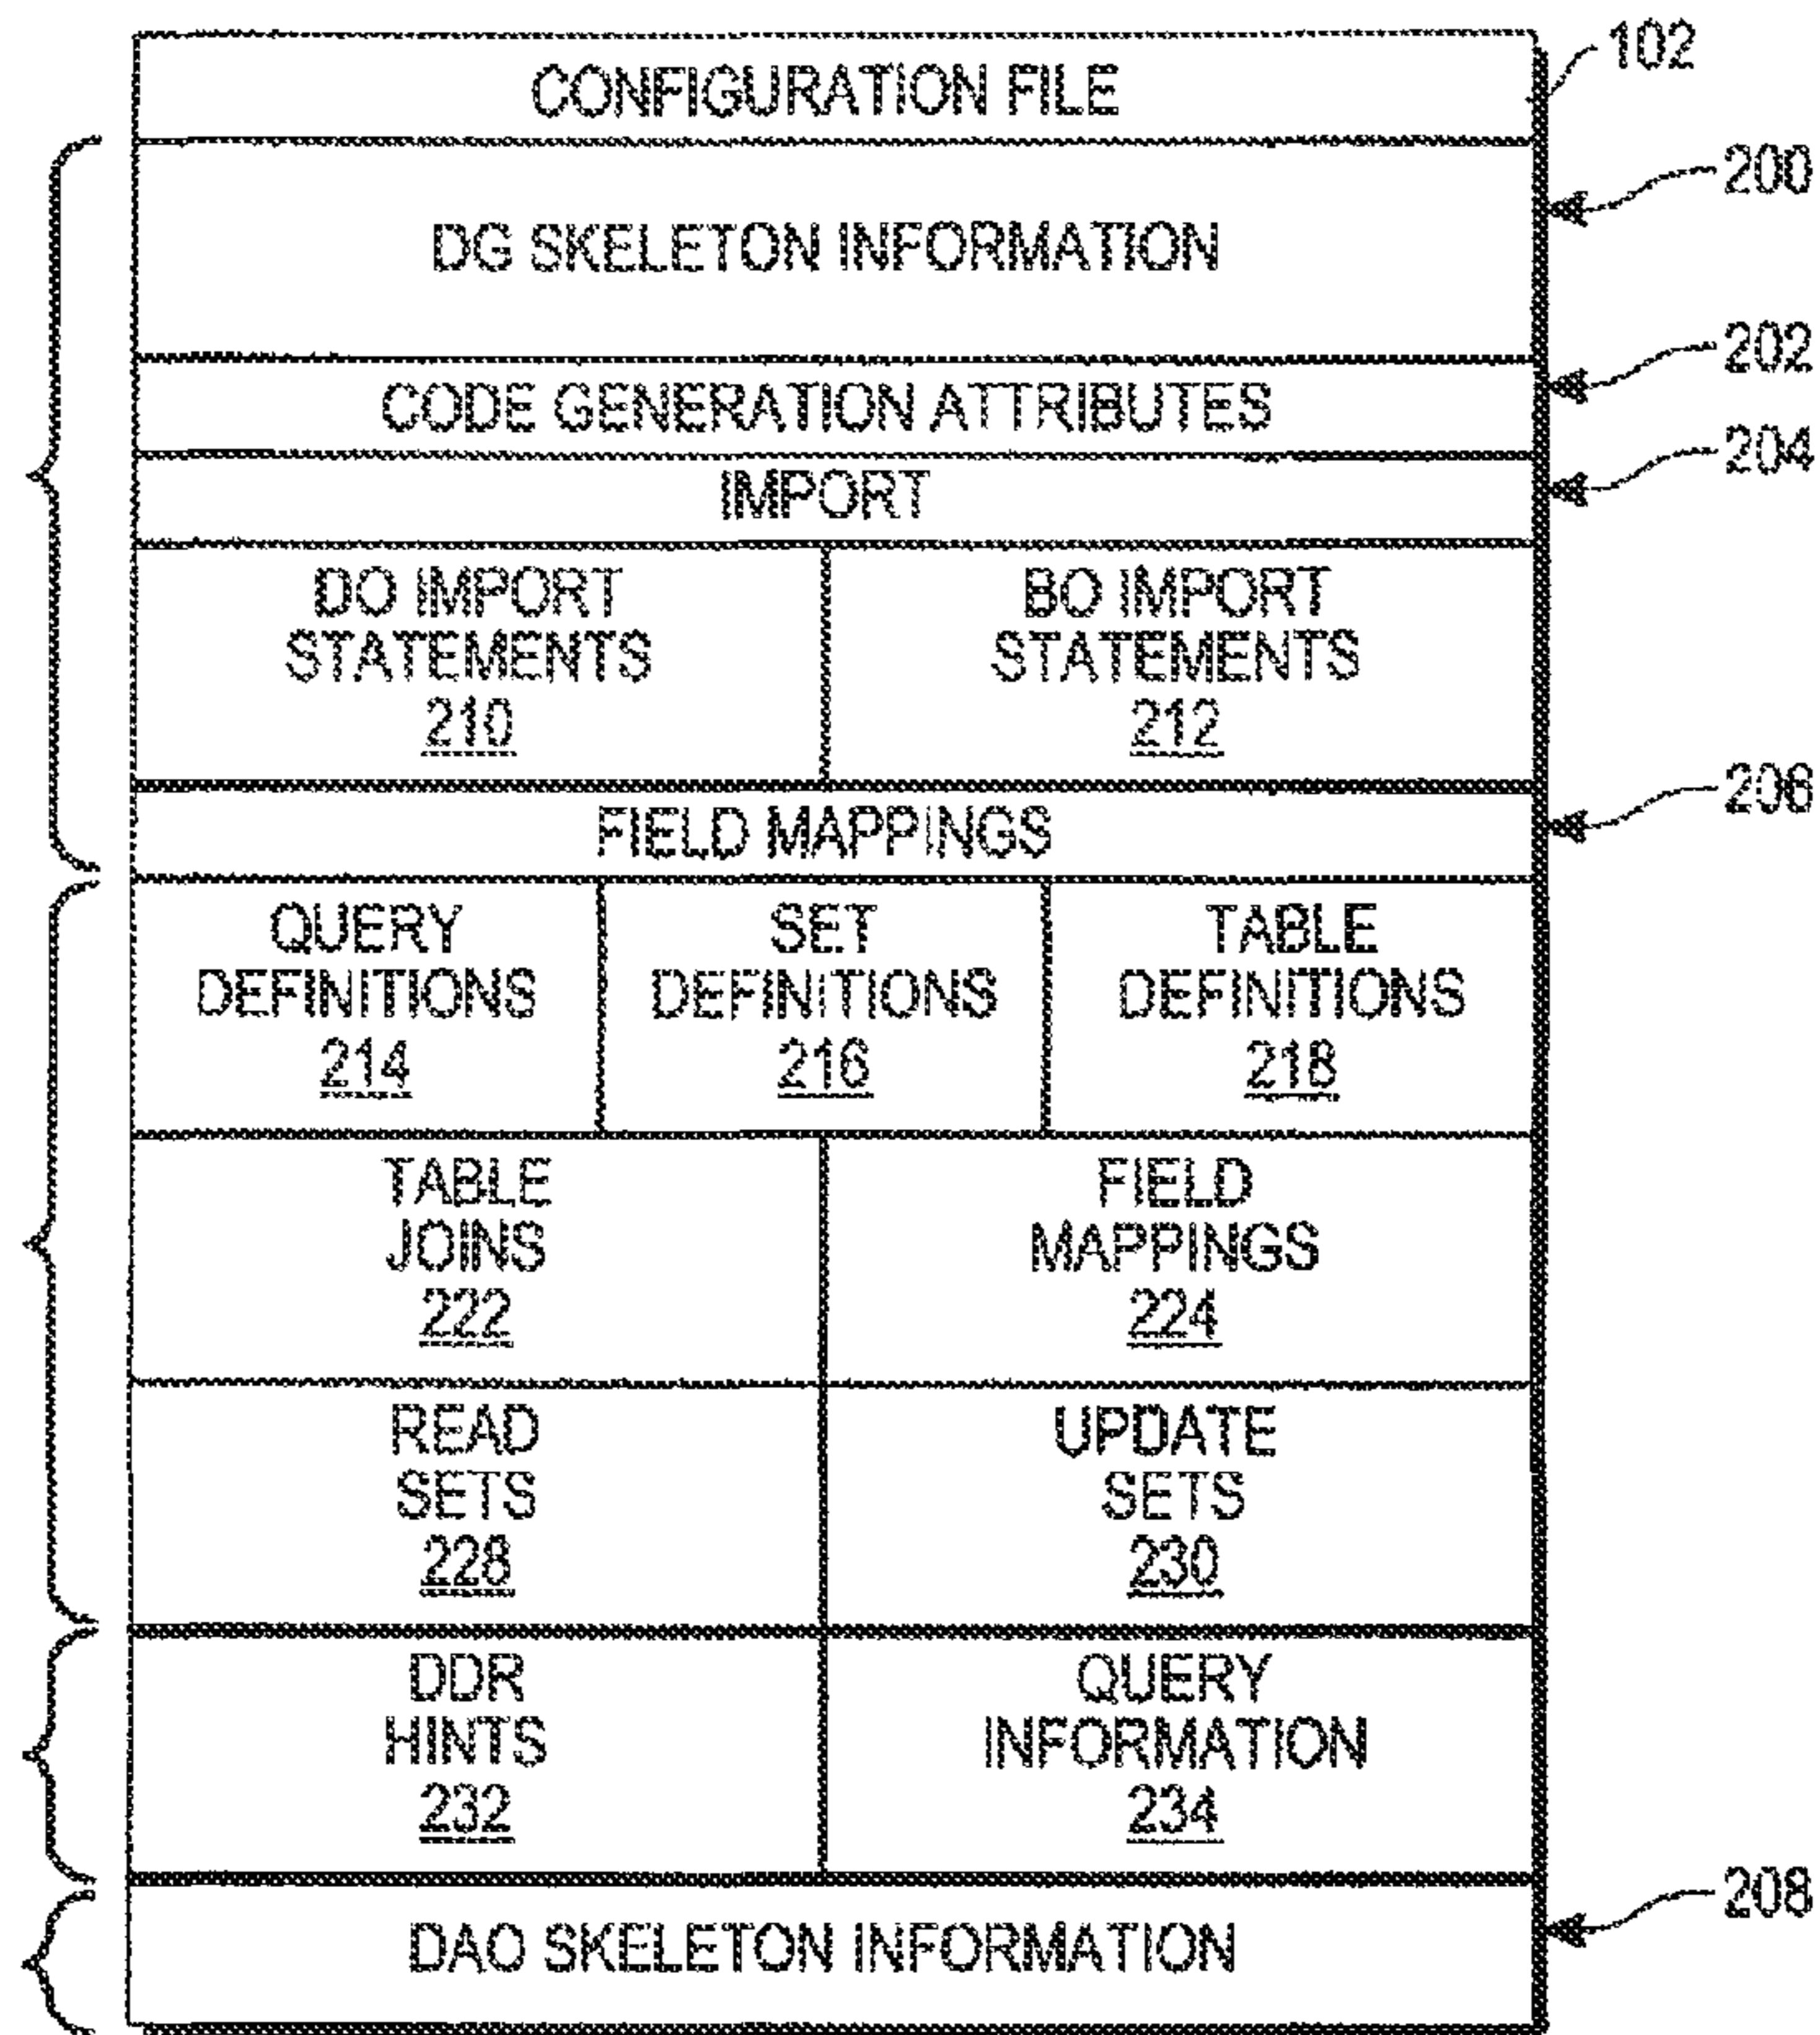 CONFIGURATION FILE
102
DG SKELETON INFORMATION
200
CODE GENERATION ATTRIBUTES
202
IMPORT
204
DO IMPORT
STATEMENTS
210
BO IMPORT
STATEMENTS
212
FIELD MAPPINGS
206
QUERY
DEFINITIONS
214
SET
DEFINITIONS
216
TABLE
DEFINITIONS
218
TABLE
JOINS
222
FIELD
MAPPINGS
224
READ
SETS
228
UPDATE
SETS
230
DDR
HINTS
232
QUERY
INFORMATION
234
DAO SKELETON INFORMATION
208